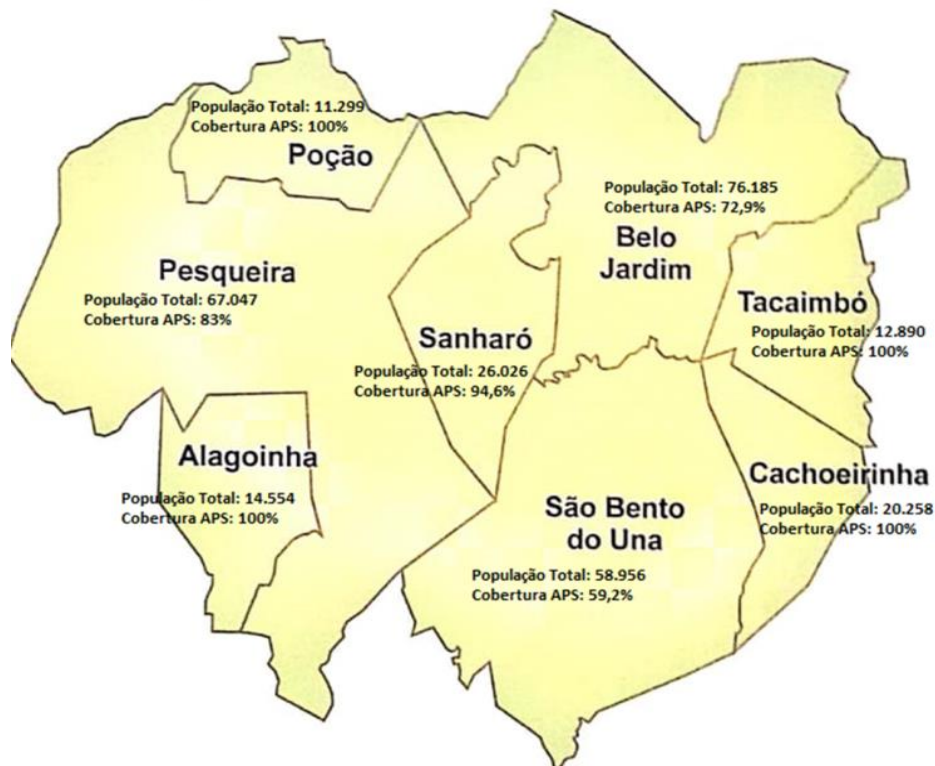 População Total: 11.299
Cobertura APS: 100%
Poção
População Total: 76.185
Cobertura APS: 72,9%
Belo
Jardim
Pesqueira
População Total: 67.047
Cobertura APS: 83%
Tacaimbó
População Total: 12.890
Cobertura APS: 100%
Sanharó
População Total: 26.026
Cobertura APS: 94,6%
Alagoinha
População Total: 14.554
Cobertura APS: 100%
Cachoeirinha
População Total: 20.258
Cobertura APS: 100%
São Bento
do Una
População Total: 58.956
Cobertura APS: 59,2%